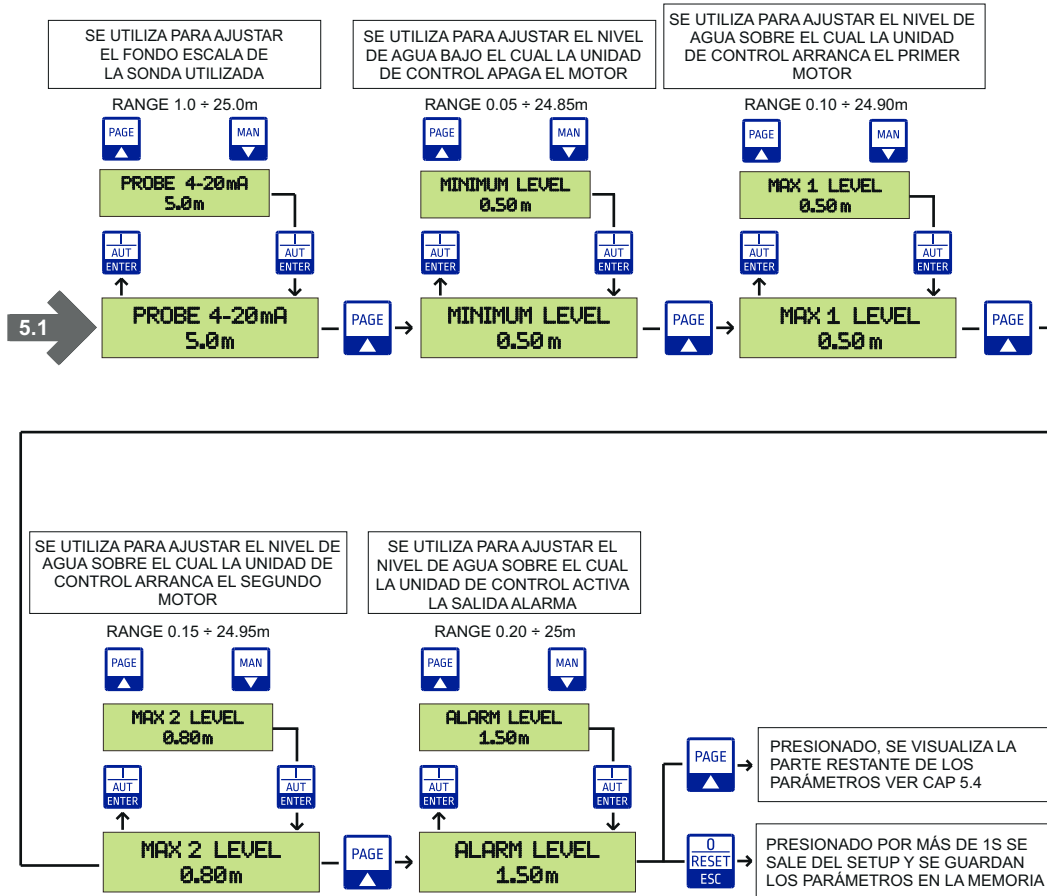 SE UTILIZA PARA AJUSTAR
EL FONDO ESCALA DE
LA SONDA UTILIZADA
RANGE 1.0 ÷ 25.0m
PAGE
MAN
PROBE 4-20mA
5.0m
I
AUT
ENTER
I
AUT
ENTER
5.1
PROBE 4-20mA
5.0m
PAGE
SE UTILIZA PARA AJUSTAR EL NIVEL
DE AGUA BAJO EL CUAL LA UNIDAD
DE CONTROL APAGA EL MOTOR
RANGE 0.05 ÷ 24.85m
PAGE
MAN
MINIMUM LEVEL
0.50 m
I
AUT
ENTER
I
AUT
ENTER
MINIMUM LEVEL
0.50 m
PAGE
SE UTILIZA PARA AJUSTAR EL NIVEL DE
AGUA SOBRE EL CUAL LA UNIDAD
DE CONTROL ARRANCA EL PRIMER
MOTOR
RANGE 0.10 ÷ 24.90m
PAGE
MAN
MAX 1 LEVEL
0.50 m
I
AUT
ENTER
I
AUT
ENTER
MAX 1 LEVEL
0.50 m
PAGE
SE UTILIZA PARA AJUSTAR EL NIVEL DE
AGUA SOBRE EL CUAL LA UNIDAD DE
CONTROL ARRANCA EL SEGUNDO
MOTOR
RANGE 0.15 ÷ 24.95m
PAGE
MAN
MAX 2 LEVEL
0.80m
I
AUT
ENTER
I
AUT
ENTER
MAX 2 LEVEL
0.80m
PAGE
SE UTILIZA PARA AJUSTAR EL
NIVEL DE AGUA SOBRE EL CUAL
LA UNIDAD DE CONTROL ACTIVA
LA SALIDA ALARMA
RANGE 0.20 ÷ 25m
PAGE
MAN
ALARM LEVEL
1.50m
I
AUT
ENTER
I
AUT
ENTER
ALARM LEVEL
1.50m
PAGE
PRESIONADO, SE VISUALIZA LA
PARTE RESTANTE DE LOS
PARÁMETROS VER CAP 5.4
0
RESET
ESC
PRESIONADO POR MÁS DE 1S SE
SALE DEL SETUP Y SE GUARDAN
LOS PARÁMETROS EN LA MEMORIA